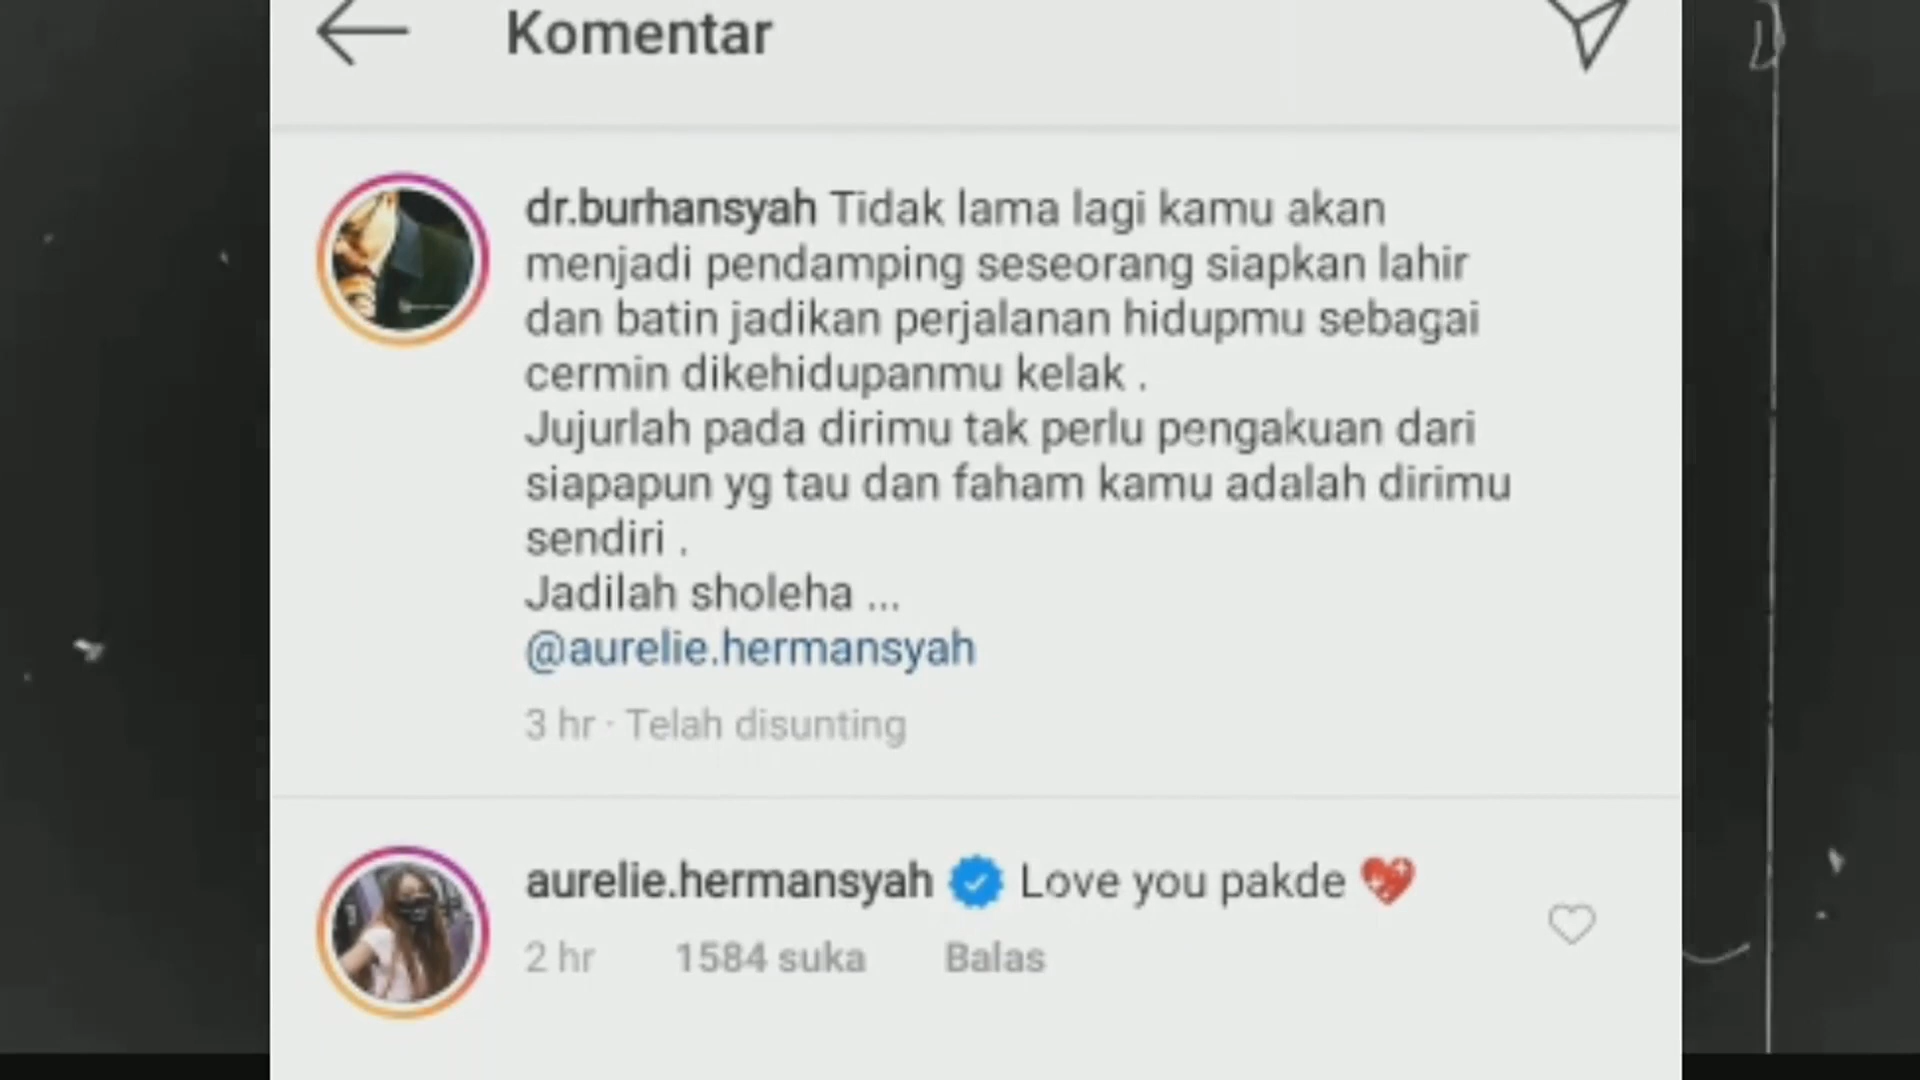 Komentar
dr.burhansyah Tidak lama lagi kamu akan
menjadi pendamping seseorang siapkan lahir
dan batin jadikan perjalanan hidupmu sebagai
cermin dikehidupanmu kelak .
Jujurlah pada dirimu tak perlu pengakuan dari
siapapun yg tau dan faham kamu adalah dirimu
sendiri .
Jadilah sholeha ...
@aurelie.hermansyah
3 hr · Telah disunting
aurelie.hermansyah Love you pakde 💖
2 hr 1584 suka Balas